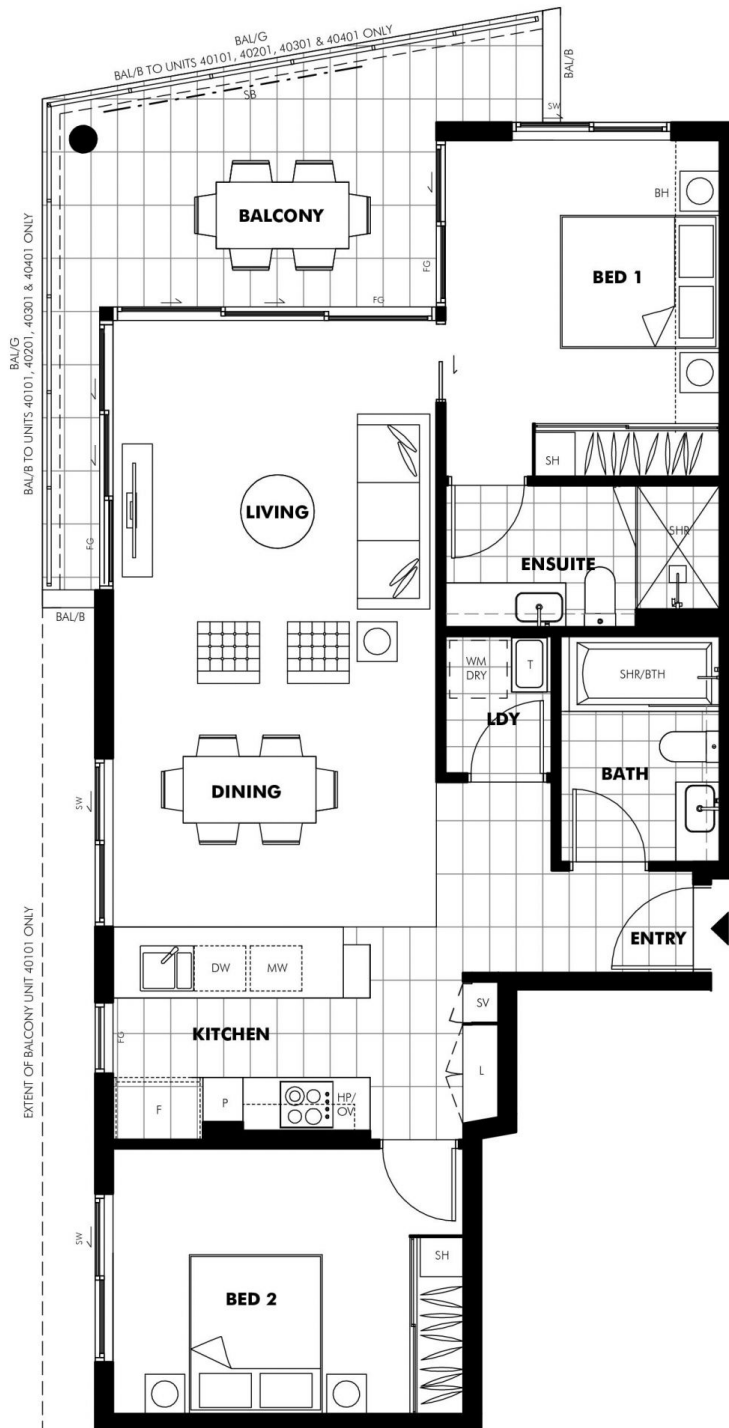 BAL/G
BAL/B TO UNITS 40101, 40201, 40301 & 40401 ONLY
BAL/B
SB
SW
BALCONY
BH
BED 1
FG
FG
BAL/G
BAL/B TO UNITS 40101, 40201, 40301 & 40401 ONLY
SH
LIVING
SHR
FG
ENSUITE
BAL/B
WM
DRY
T
SHR/BTH
LDY
BATH
DINING
SW
ENTRY
DW
MW
SV
KITCHEN
FG
EXTENT OF BALCONY UNIT 40101 ONLY
L
F
P
HP/
OV
SW
SH
BED 2